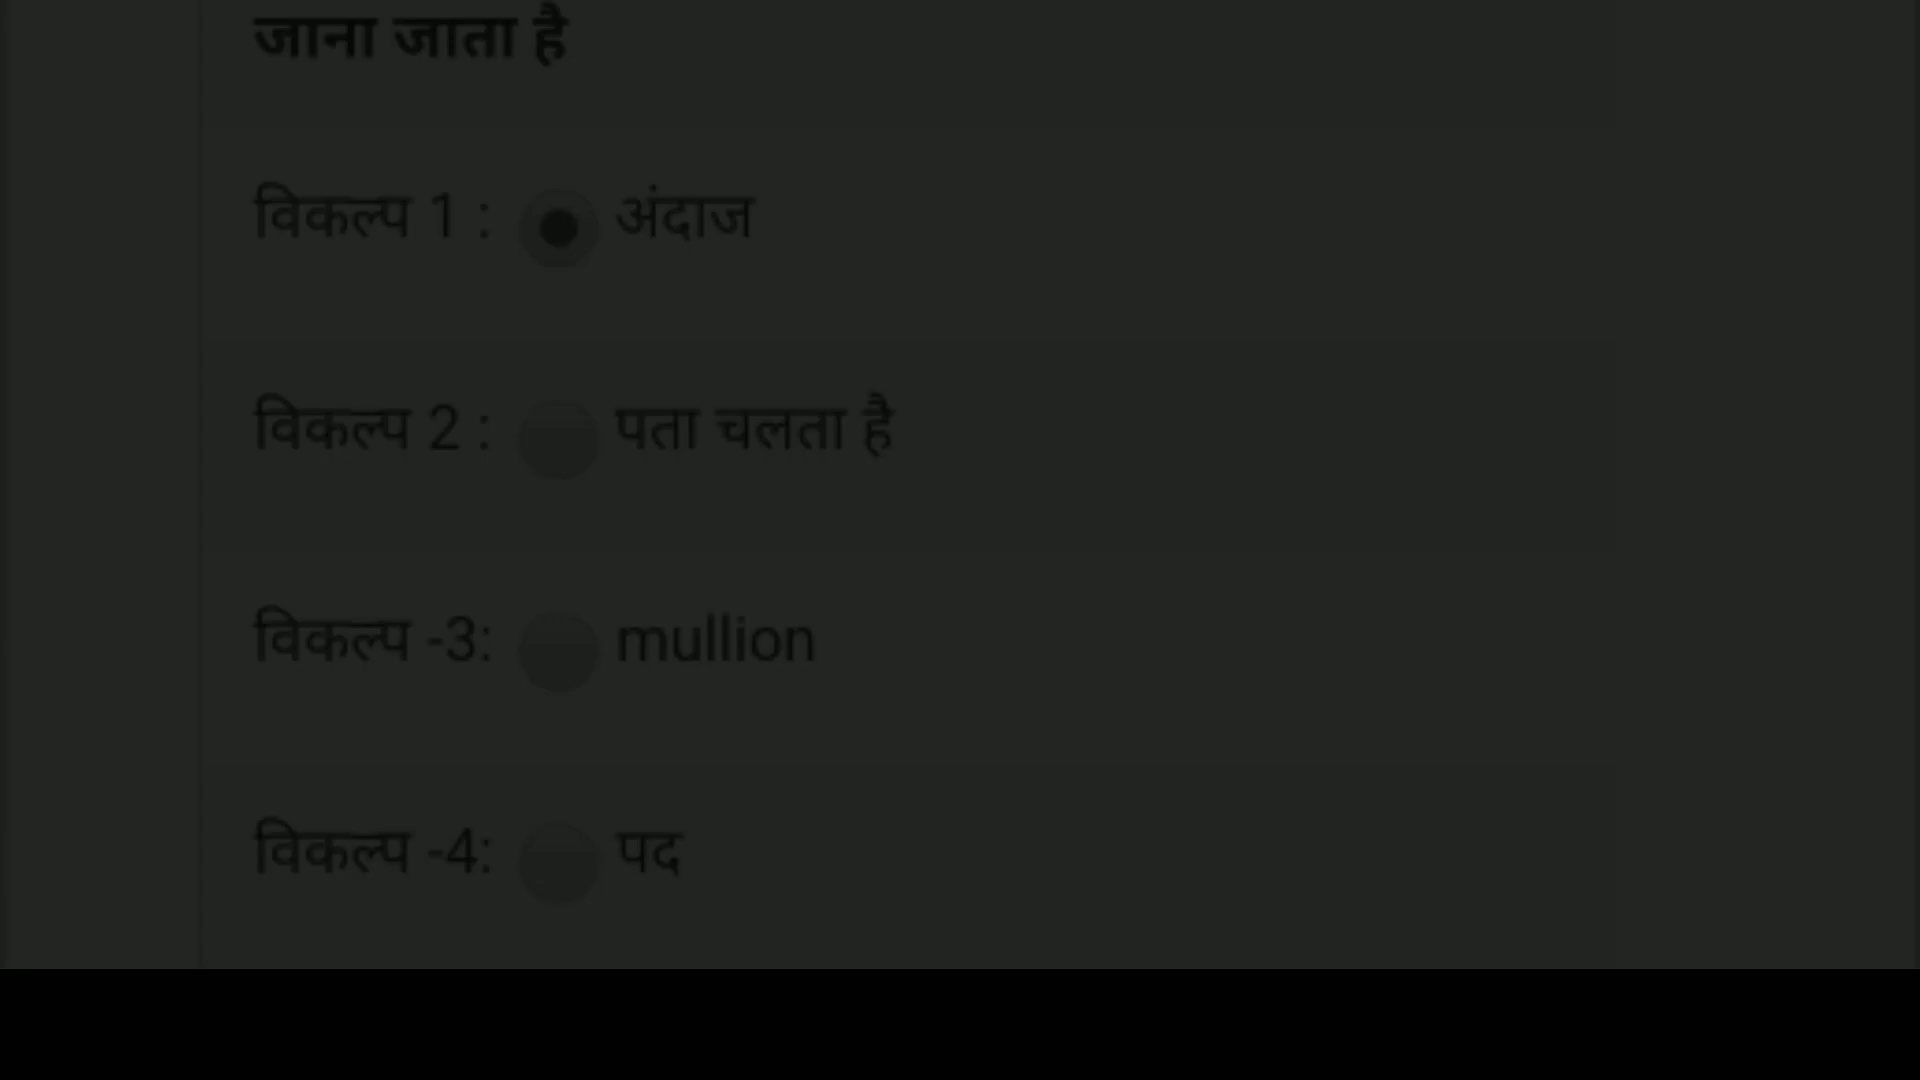 जाना जाता है
विकल्प 1 : अंदाज
विकल्प 2 : पता चलता है
विकल्प -3: mullion
विकल्प -4: पद